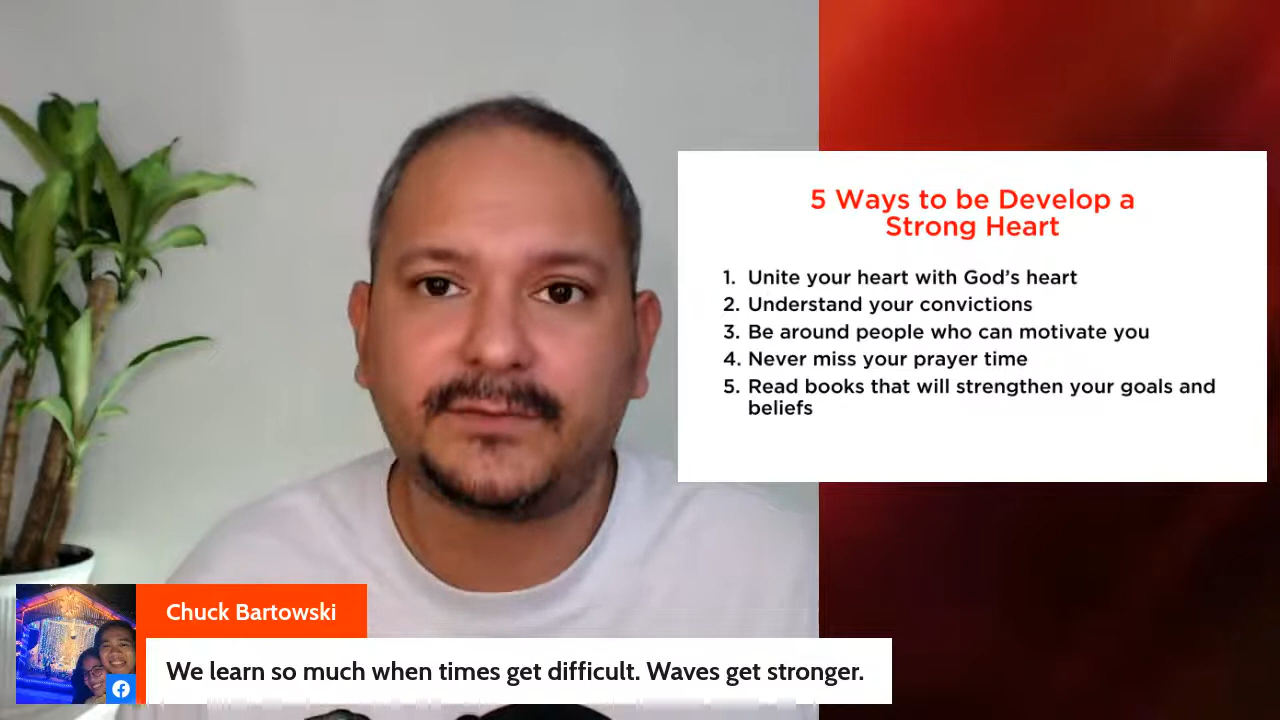 5 Ways to be Develop a
Strong Heart
1. Unite your heart with God's heart
2. Understand your convictions
3. Be around people who can motivate you
4. Never miss your prayer time
5. Read books that will strengthen your goals and
beliefs
Chuck Bartowski
We learn so much when times get difficult. Waves get stronger.